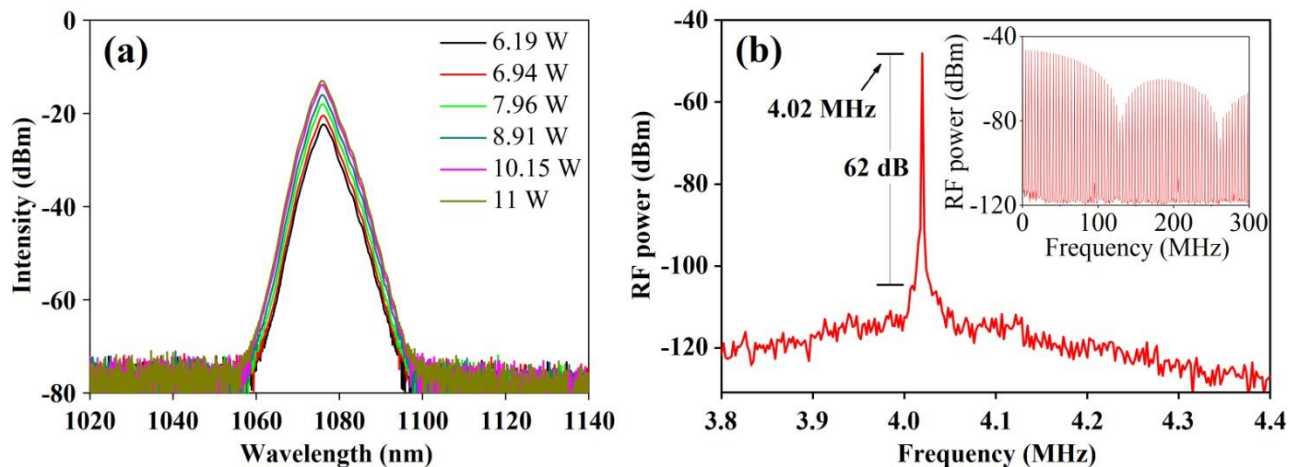 (a)
0
-20
-40
-60
-80
Intensity (dBm)
6.19 W
6.94 W
7.96 W
8.91 W
10.15 W
11 W
1020 1040 1060 1080 1100 1120 1140
Wavelength (nm)
(b)
-40
-60
-80
-100
-120
RF power (dBm)
4.02 MHz
62 dB
3.8 3.9 4.0 4.1 4.2 4.3 4.4
Frequency (MHz)
-40
-80
-120
RF power (dBm)
0 100 200 300
Frequency (MHz)